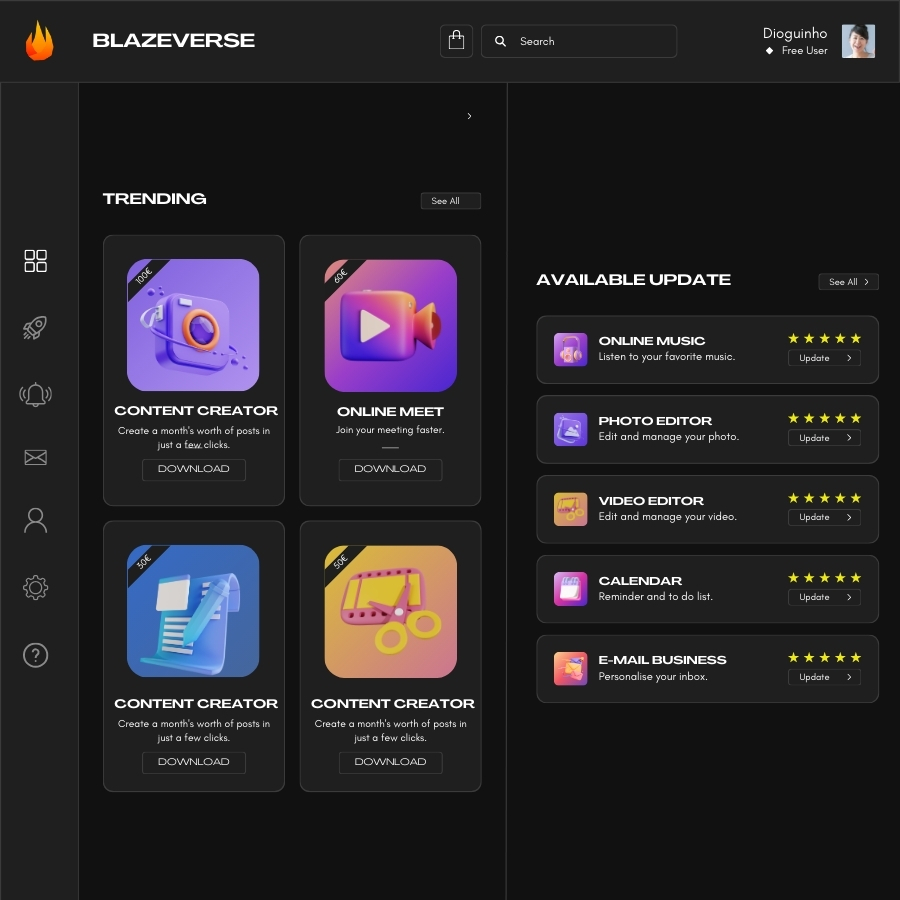 BLAZEVERSE
Search
Dioguinho
Free User
TRENDING
See All
100€
CONTENT CREATOR
Create a month's worth of posts in
just a few clicks.
DOWNLOAD
60€
ONLINE MEET
Join your meeting faster.
DOWNLOAD
30€
CONTENT CREATOR
Create a month's worth of posts in
just a few clicks.
DOWNLOAD
50€
CONTENT CREATOR
Create a month's worth of posts in
just a few clicks.
DOWNLOAD
AVAILABLE UPDATE
See All
ONLINE MUSIC
Listen to your favorite music.
Update
PHOTO EDITOR
Edit and manage your photo.
Update
VIDEO EDITOR
Edit and manage your video.
Update
CALENDAR
Reminder and to do list.
Update
E-MAIL BUSINESS
Personalise your inbox.
Update